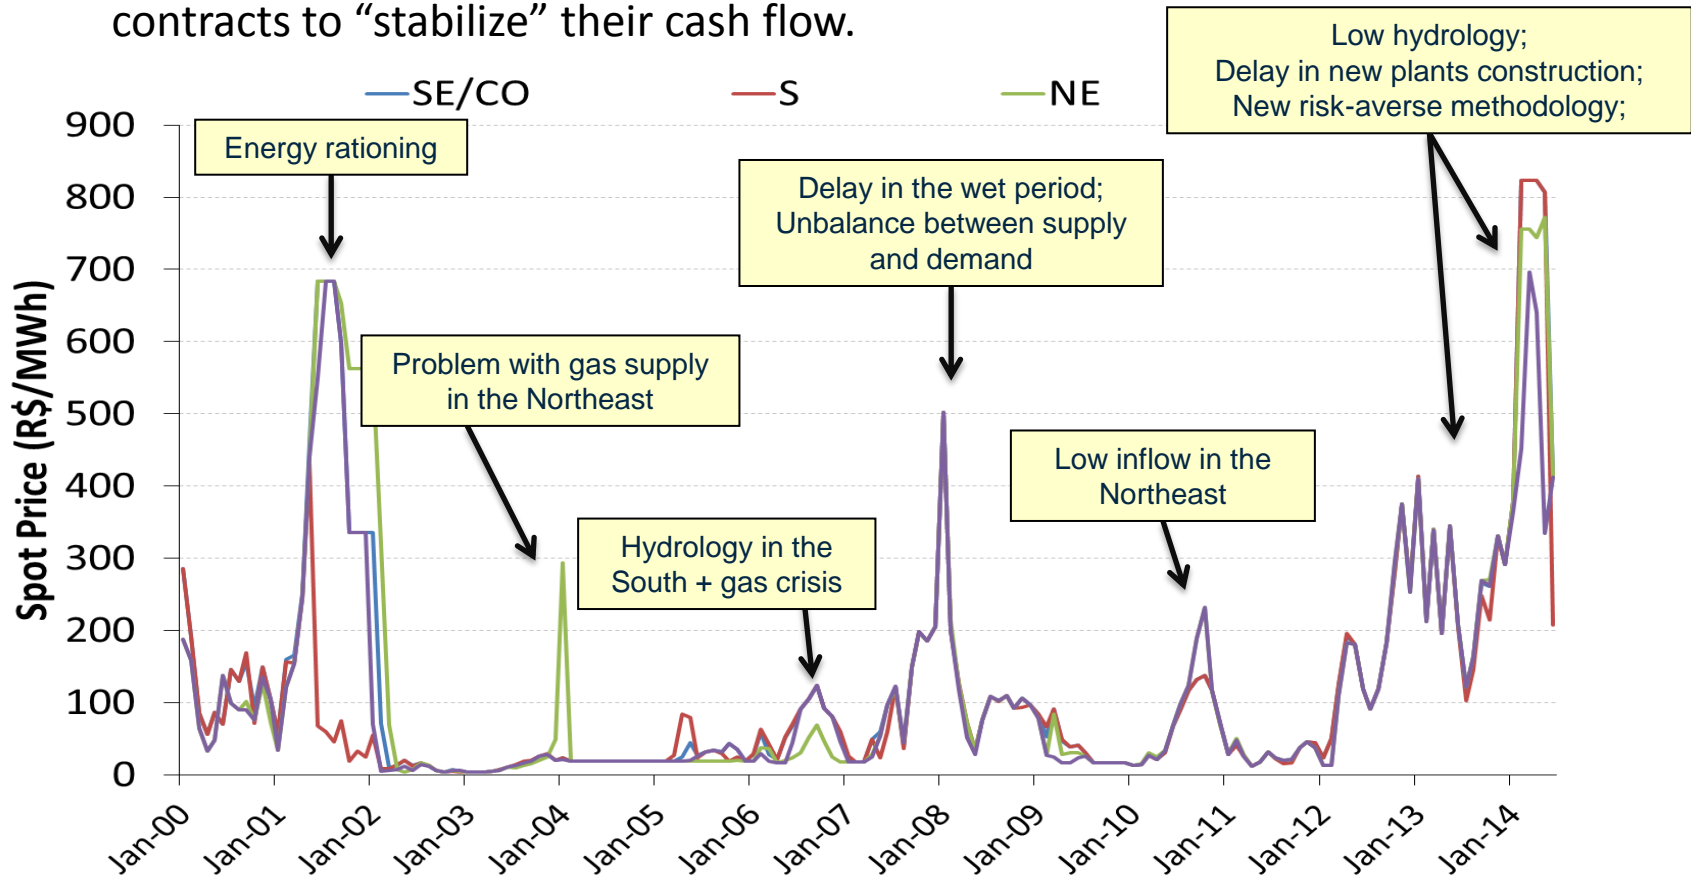 contracts to “stabilize” their cash flow.
Low hydrology;
Delay in new plants construction;
New risk-averse methodology;
SE/CO
S
NE
Energy rationing
Delay in the wet period;
Unbalance between supply
and demand
Problem with gas supply
in the Northeast
Low inflow in the
Northeast
Hydrology in the
South + gas crisis
Spot Price (R$/MWh)
900
800
700
600
500
400
300
200
100
0
Jan-00
Jan-01
Jan-02
Jan-03
Jan-04
Jan-05
Jan-06
Jan-07
Jan-08
Jan-09
Jan-10
Jan-11
Jan-12
Jan-13
Jan-14